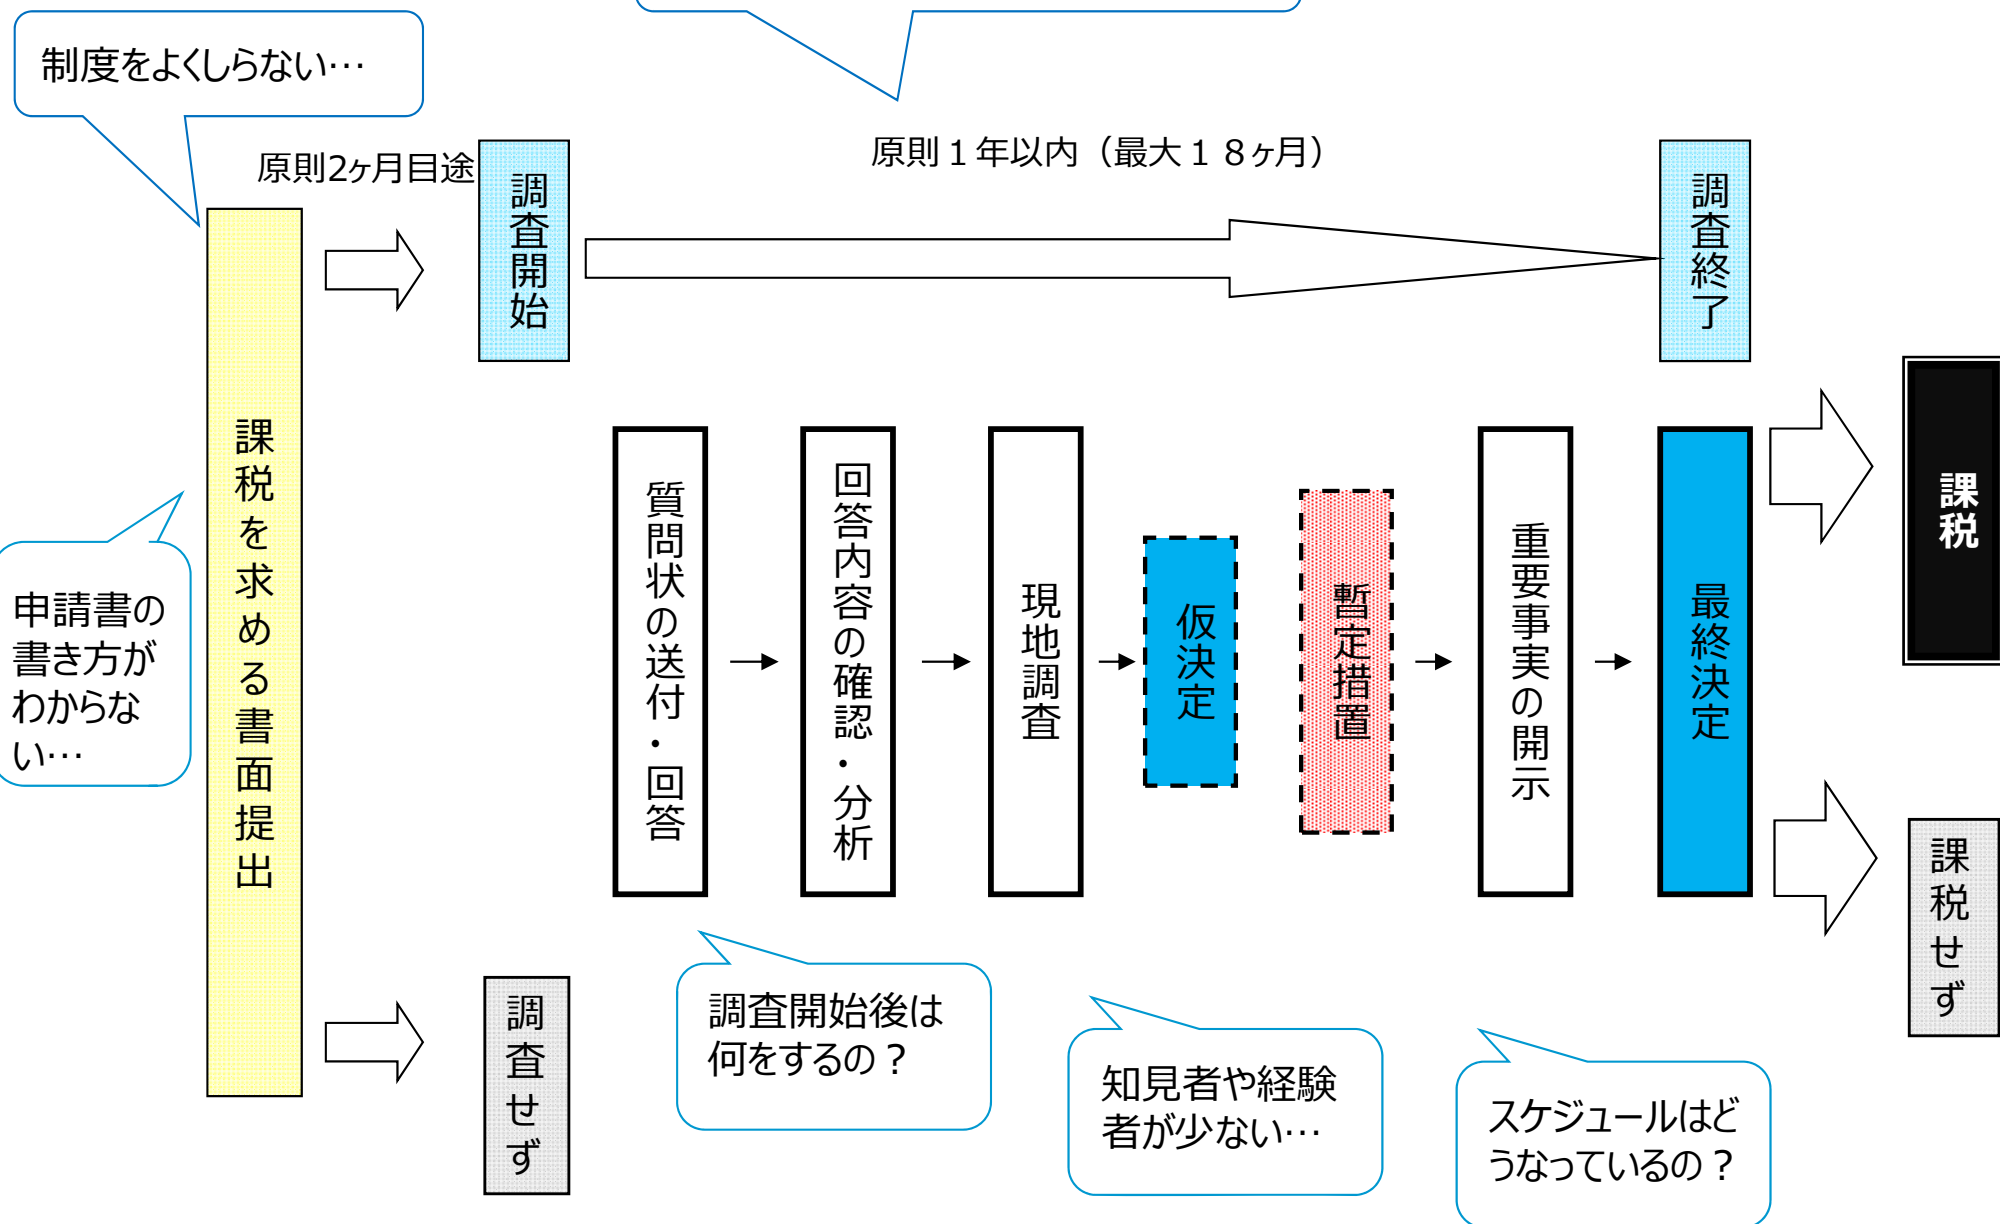 制度をよくしらない…
原則2ヶ月目途
原則１年以内（最大１８ヶ月）
調査開始
調査終了
課税を求める書面提出
質問状の送付・回答
回答内容の確認・分析
現地調査
仮決定
暫定措置
重要事実の開示
最終決定
課税
課税せず
調査せず
申請書の
書き方が
わからな
い…
調査開始後は
何をするの？
知見者や経験
者が少ない…
スケジュールはど
うなっているの？